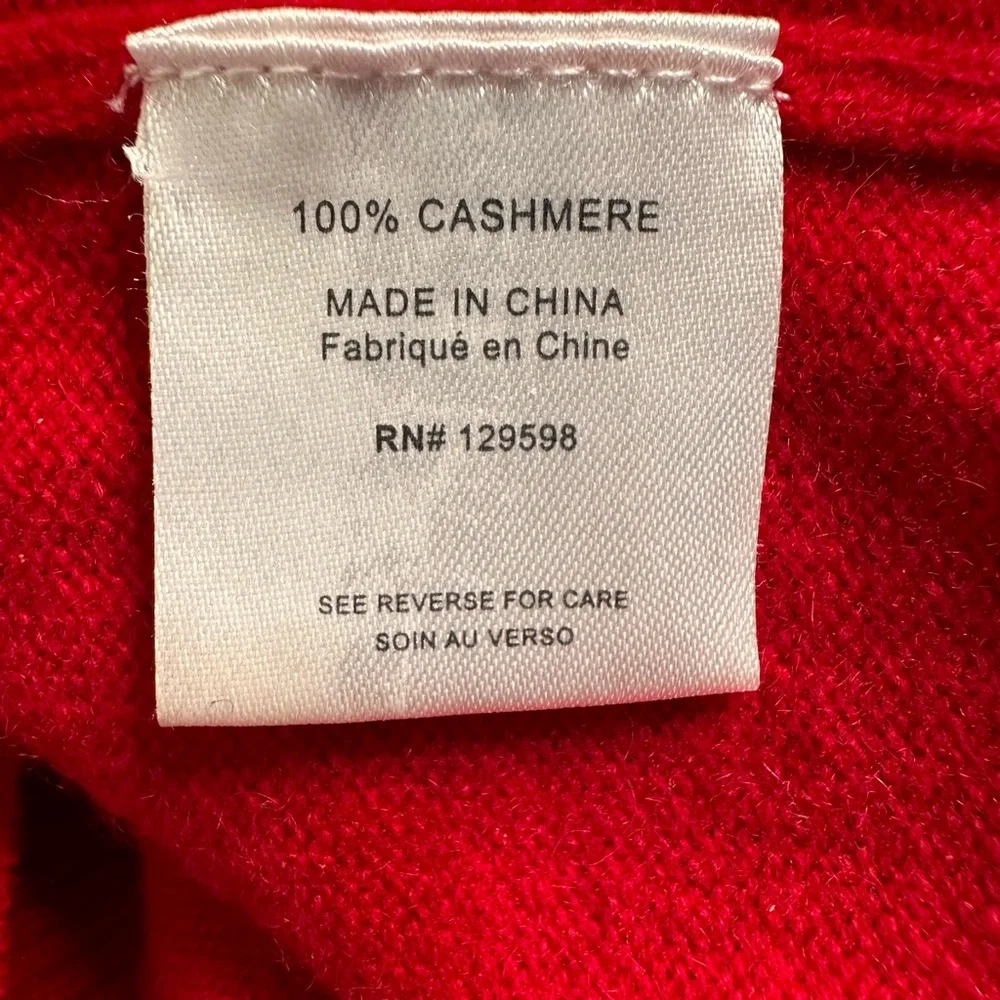 100% CASHMERE
MADE IN CHINA
Fabriqué en Chine
RN# 129598
SEE REVERSE FOR CARE
SOIN AU VERSO